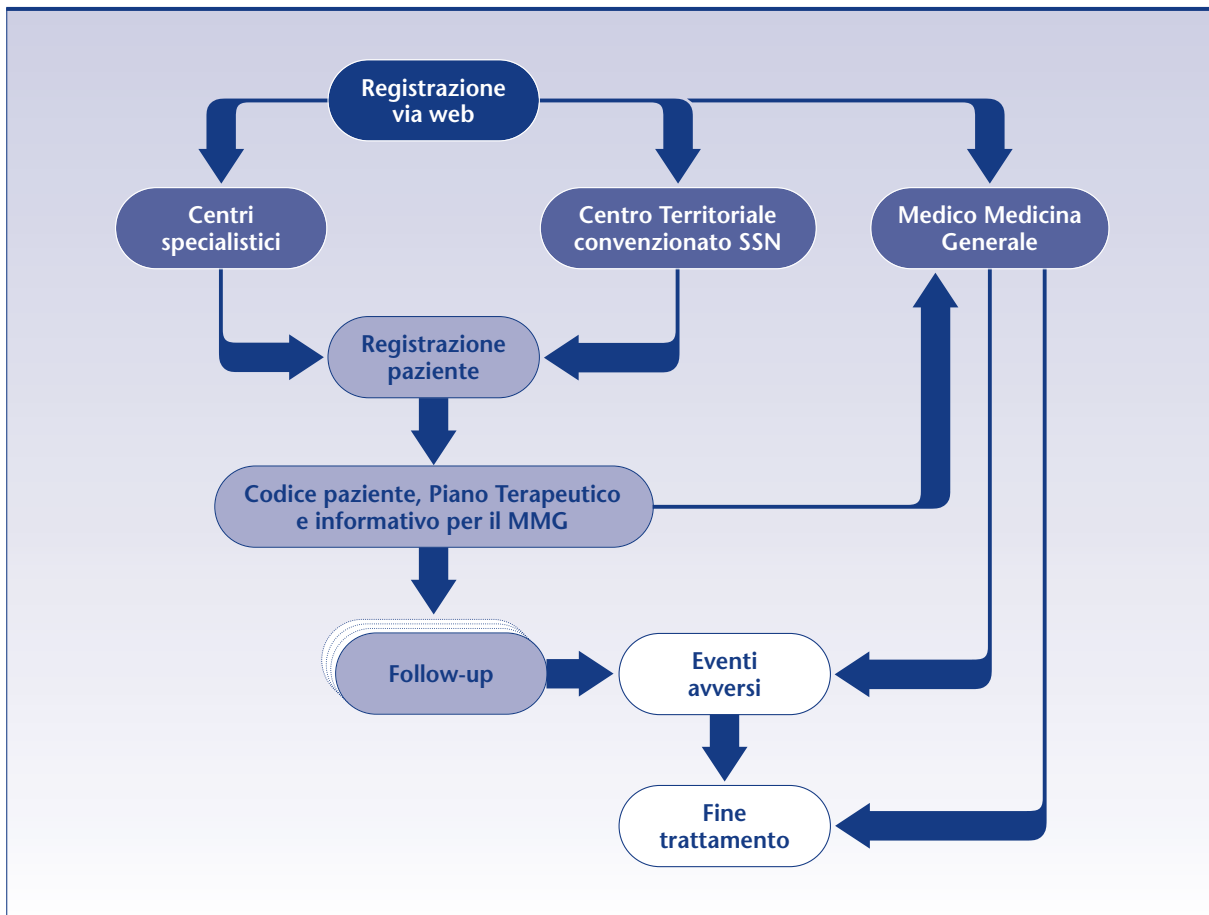 Registrazione
via web
Centri
specialistici
Centro Territoriale
convenzionato SSN
Medico Medicina
Generale
Registrazione
paziente
Codice paziente, Piano Terapeutico
e informativo per il MMG
Follow-up
Eventi
avversi
Fine
trattamento